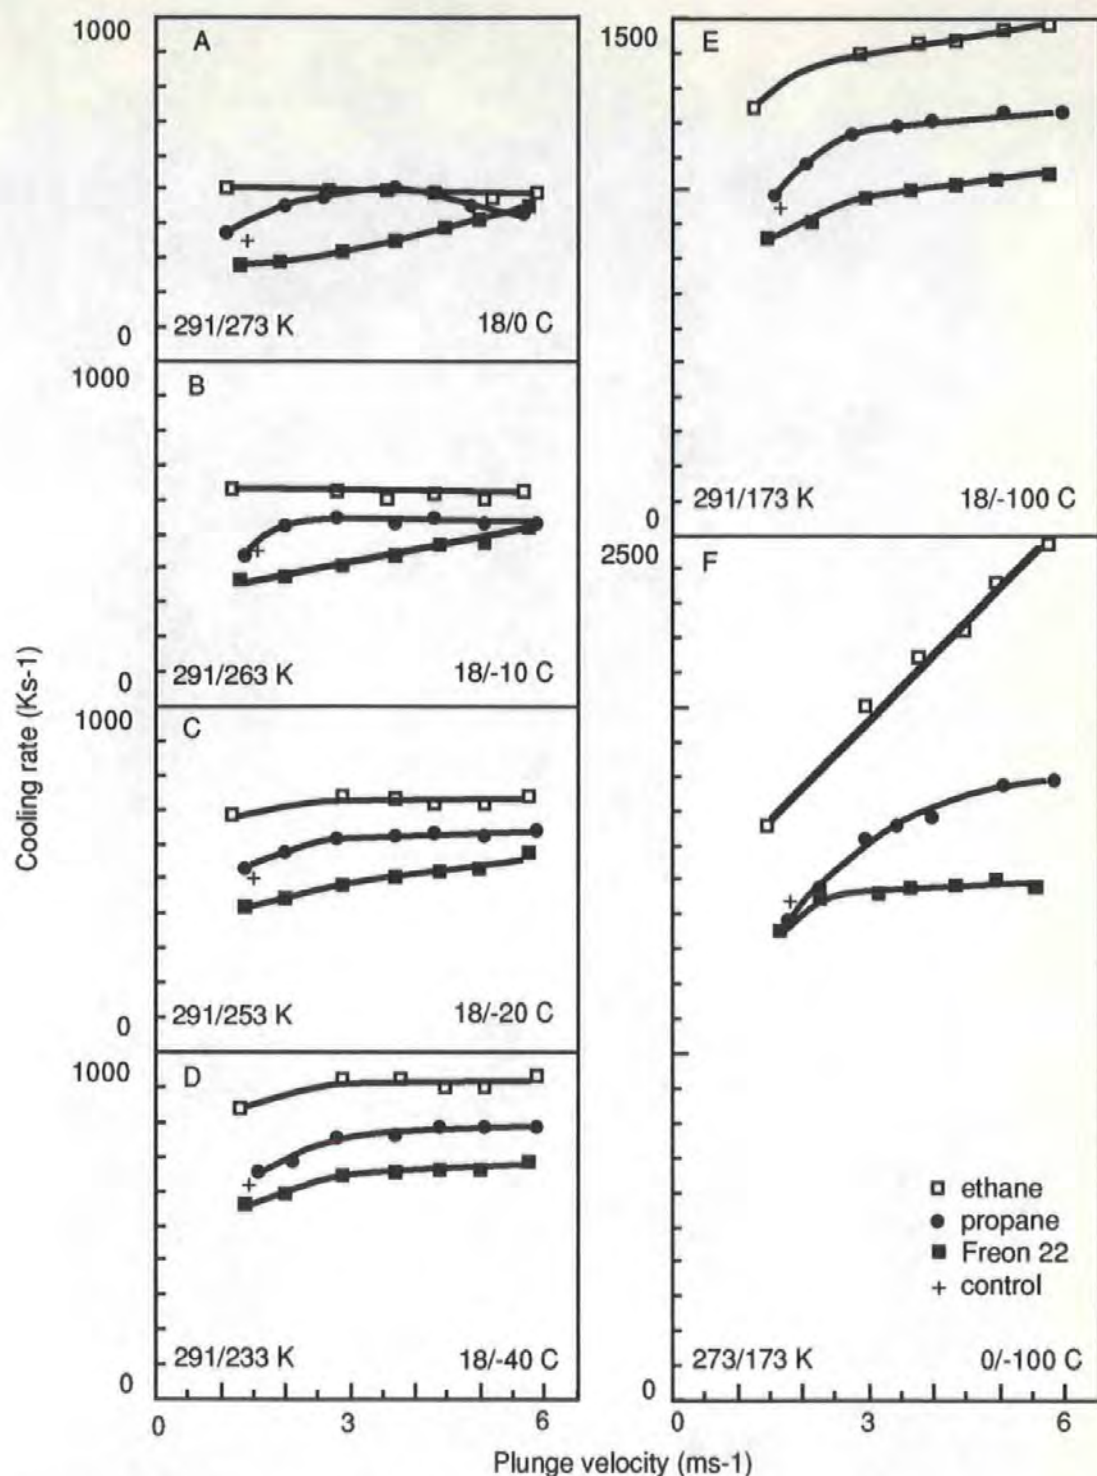 1000
A
0
291/273 K
18/0 C
1000
B
0
291/263 K
18/-10 C
1000
C
0
291/253 K
18/-20 C
1000
D
0
291/233 K
18/-40 C
0
3
6
Cooling rate (Ks-1)
1500
E
0
291/173 K
18/-100 C
2500
F
ethane
propane
Freon 22
control
273/173 K
0/-100 C
0
0
3
6
Plunge velocity (ms-1)